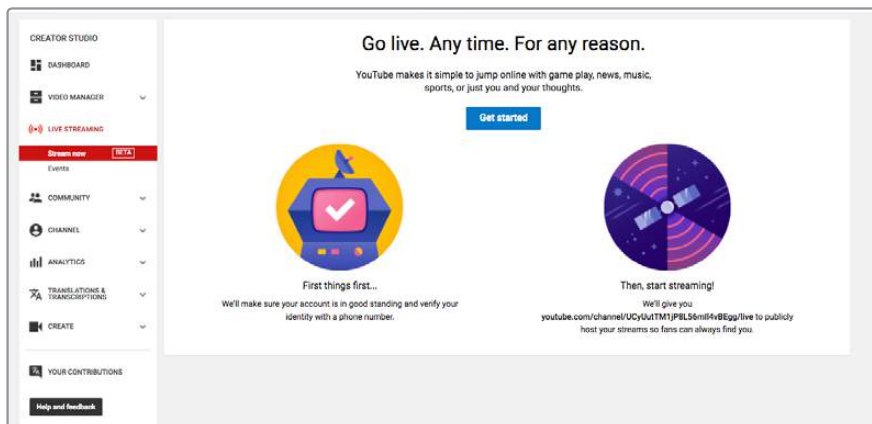 CREATOR STUDIO
DASHBOARD
VIDEO MANAGER
LIVE STREAMING
Stream now BETA
Events
COMMUNITY
CHANNEL
ANALYTICS
TRANSLATIONS &
TRANSCRIPTIONS
CREATE
YOUR CONTRIBUTIONS
Help and feedback
Go live. Any time. For any reason.
YouTube makes it simple to jump online with game play, news, music,
sports, or just you and your thoughts.
Get started
First things first...
We'll make sure your account is in good standing and verify your
identity with a phone number.
Then, start streaming!
We'll give you
to publicly
host your streams so fans can always find you.